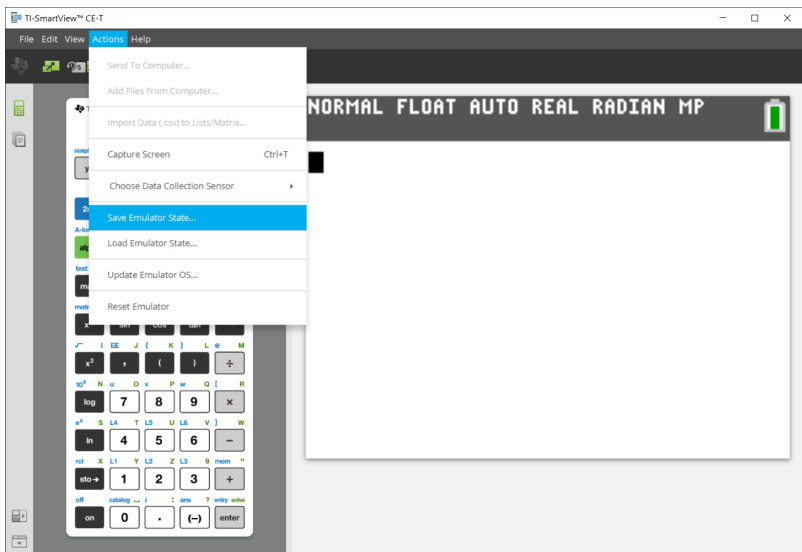 TI-SmartView™ CE-T
File Edit View Actions Help
Send To Computer...
Add Files From Computer...
Import Data (.csv) to Lists/Matrix...
Capture Screen Ctrl+T
Choose Data Collection Sensor
Save Emulator State...
Load Emulator State...
Update Emulator OS...
Reset Emulator
NORMAL FLOAT AUTO REAL RADIAN MP
sin cos tan
√ I EE J { K } L e M
x² , ( ) ÷
10ˣ N u O v P w Q [ R
log 7 8 9 ×
eˣ S L4 T L5 U L6 V ] W
ln 4 5 6 −
rcl X L1 Y L2 Z L3 θ mem "
sto→ 1 2 3 +
off catalog ⎵ i : ans ? entry solve
on 0 . (−) enter